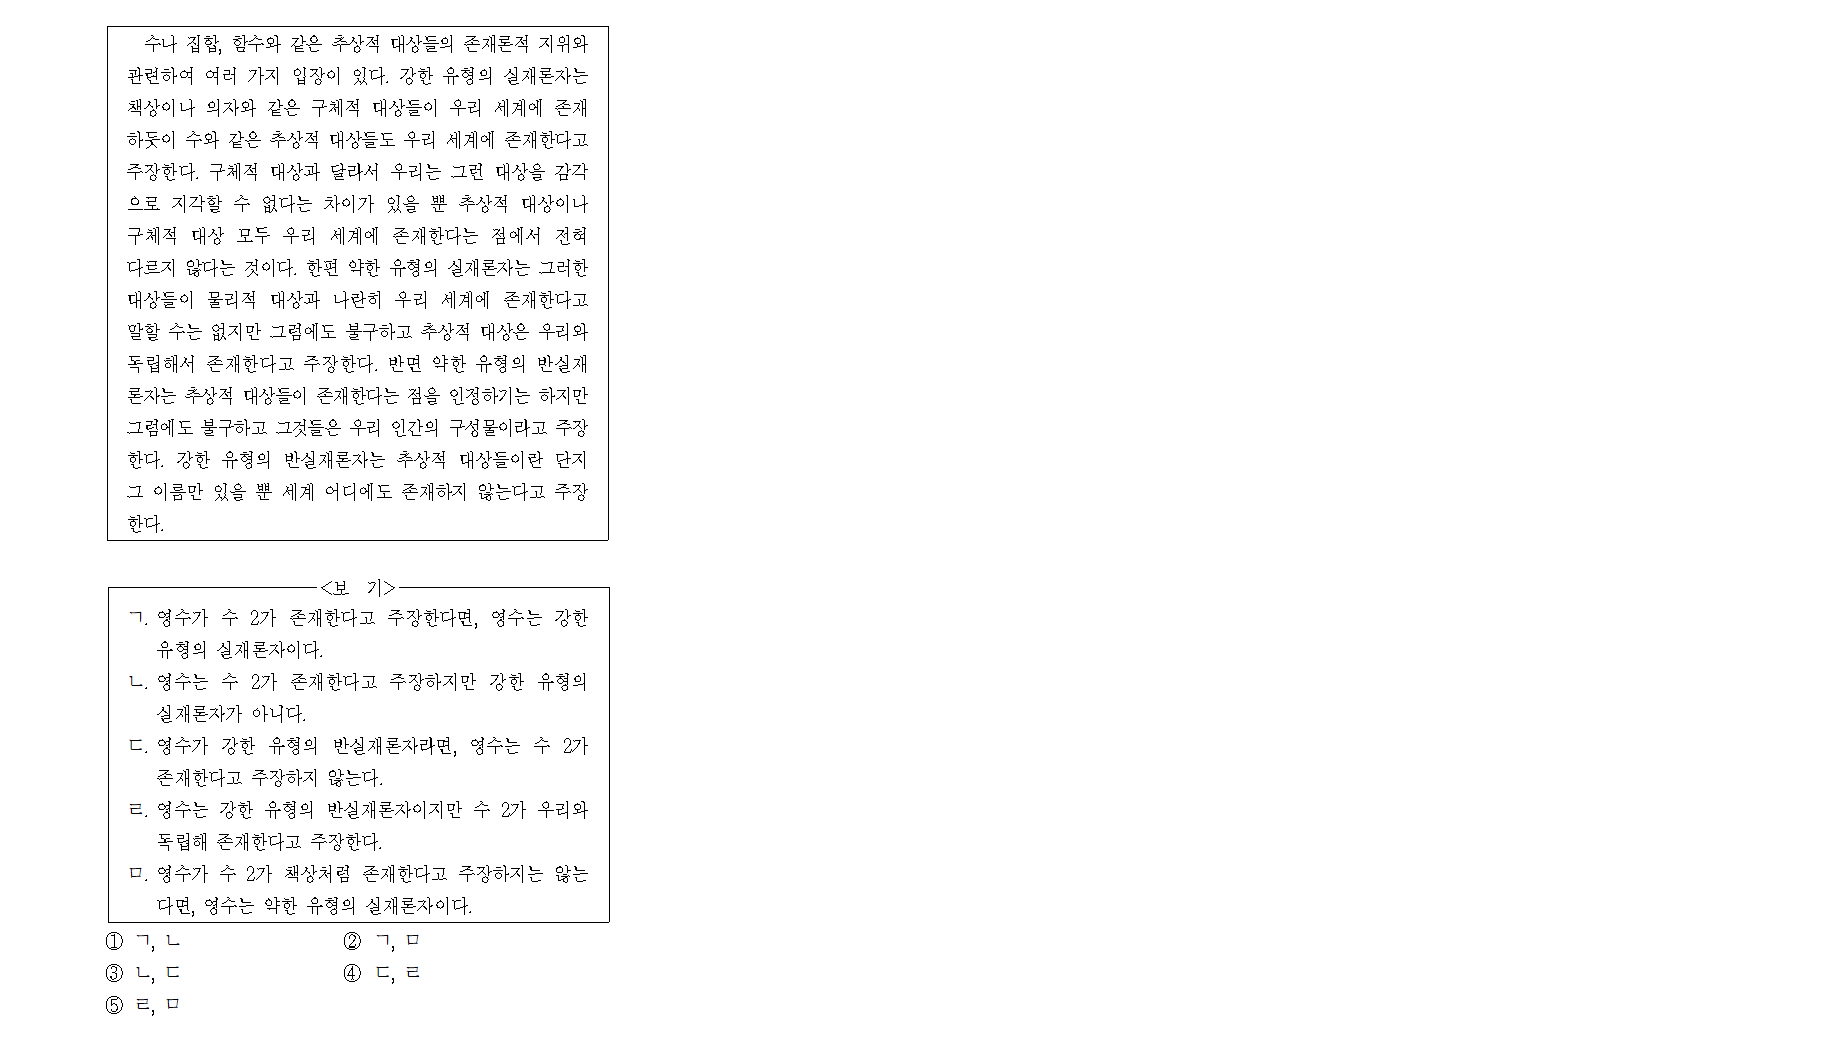 수나 집합, 함수와 같은 추상적 대상들의 존재론적 지위와
관련하여 여러 가지 입장이 있다. 강한 유형의 실재론자는
책상이나 의자와 같은 구체적 대상들이 우리 세계에 존재
하듯이 수와 같은 추상적 대상들도 우리 세계에 존재한다고
주장한다. 구체적 대상과 달라서 우리는 그런 대상을 감각
으로 지각할 수 없다는 차이가 있을 뿐 추상적 대상이나
구체적 대상 모두 우리 세계에 존재한다는 점에서 전혀
다르지 않다는 것이다. 한편 약한 유형의 실재론자는 그러한
대상들이 물리적 대상과 나란히 우리 세계에 존재한다고
말할 수는 없지만 그럼에도 불구하고 추상적 대상은 우리와
독립해서 존재한다고 주장한다. 반면 약한 유형의 반실재
론자는 추상적 대상들이 존재한다는 점을 인정하기는 하지만
그럼에도 불구하고 그것들은 우리 인간의 구성물이라고 주장
한다. 강한 유형의 반실재론자는 추상적 대상들이란 단지
그 이름만 있을 뿐 세계 어디에도 존재하지 않는다고 주장
한다.
<보 기>
ㄱ. 영수가 수 2가 존재한다고 주장한다면, 영수는 강한
유형의 실재론자이다.
ㄴ. 영수는 수 2가 존재한다고 주장하지만 강한 유형의
실재론자가 아니다.
ㄷ. 영수가 강한 유형의 반실재론자라면, 영수는 수 2가
존재한다고 주장하지 않는다.
ㄹ. 영수는 강한 유형의 반실재론자이지만 수 2가 우리와
독립해 존재한다고 주장한다.
ㅁ. 영수가 수 2가 책상처럼 존재한다고 주장하지는 않는
다면, 영수는 약한 유형의 실재론자이다.
① ㄱ, ㄴ ② ㄱ, ㅁ
③ ㄴ, ㄷ ④ ㄷ, ㄹ
⑤ ㄹ, ㅁ